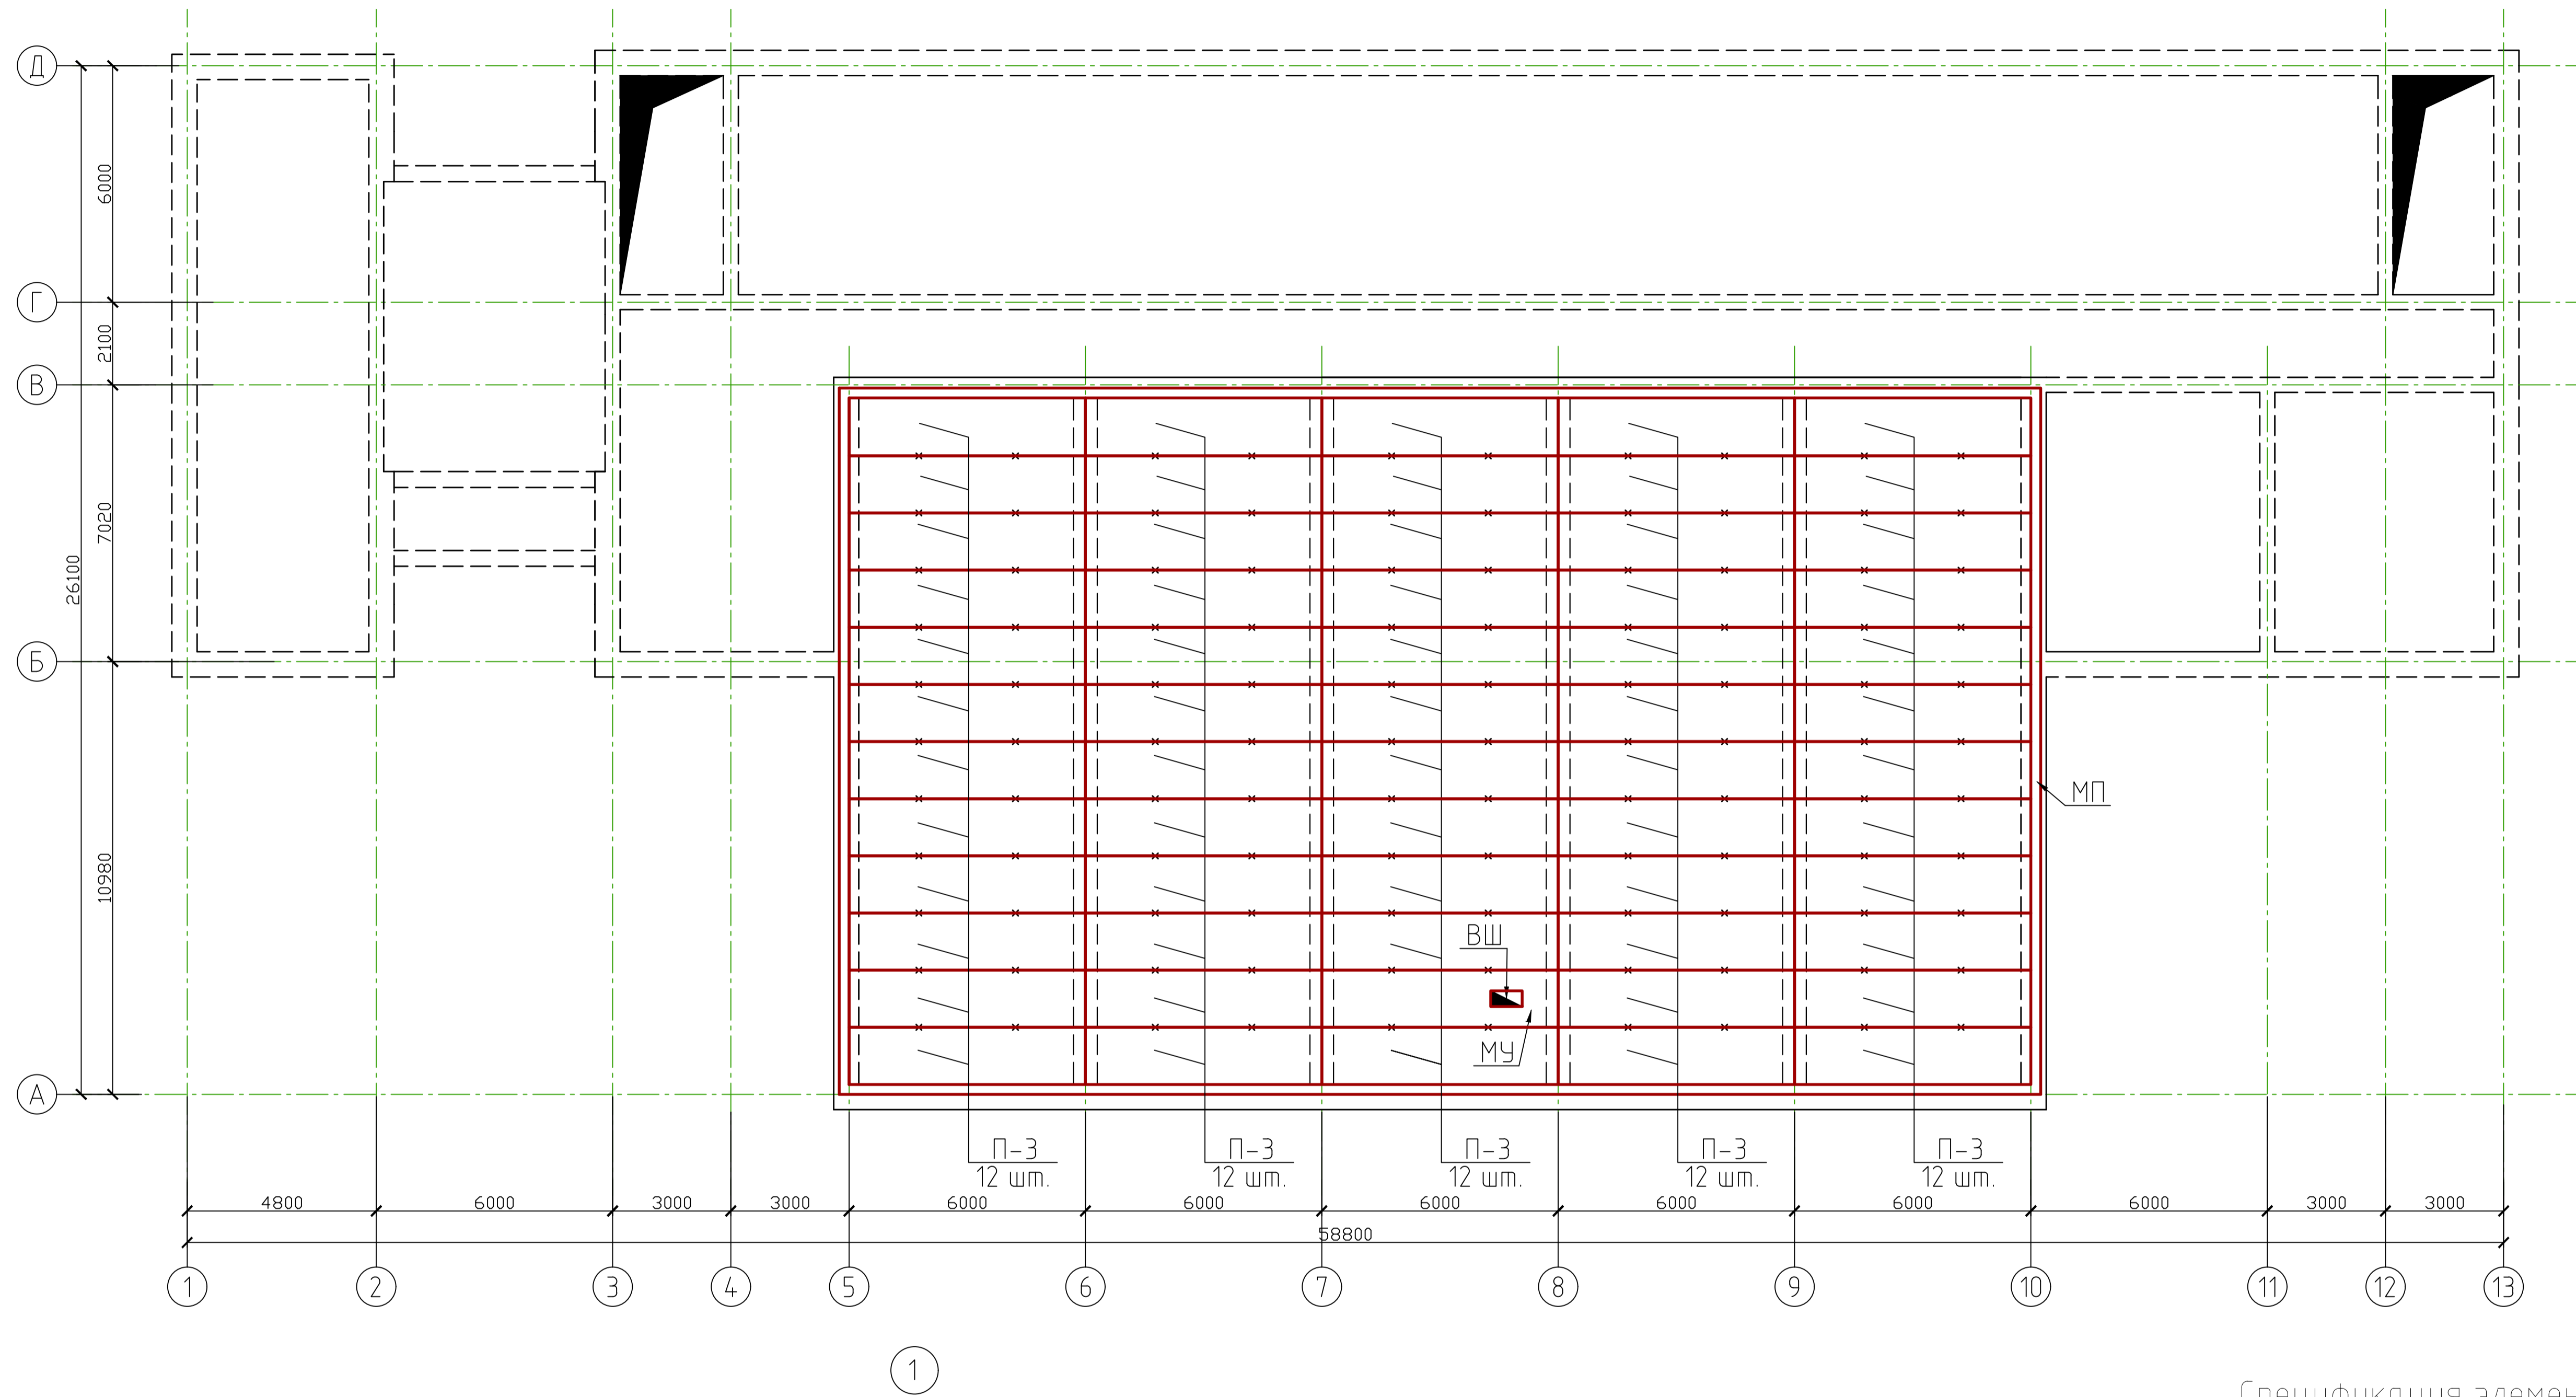 Д
6000
Г
2100
В
7020
26100
Б
МП
10980
ВШ
МУ
А
П-3 П-3 П-3 П-3 П-3
12 шт. 12 шт. 12 шт. 12 шт. 12 шт.
4800 6000 3000 3000 6000 6000 6000 6000 6000 6000 3000 3000
58800
1 2 3 4 5 6 7 8 9 10 11 12 13
1